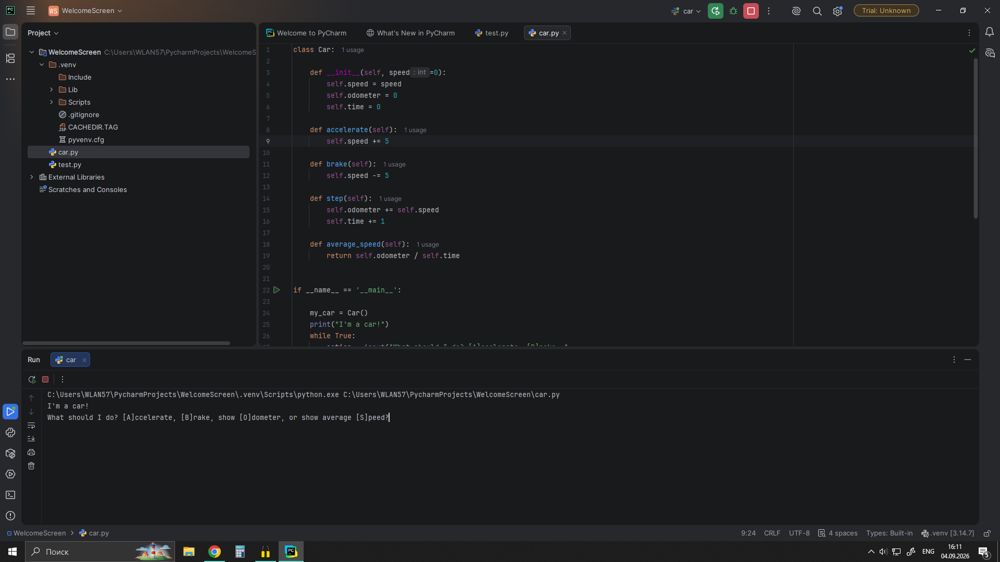 PC
WS WelcomeScreen
car
Trial: Unknown
Project
Welcome to PyCharm
What's New in PyCharm
test.py
car.py
WelcomeScreen C:\Users\WLAN57\PycharmProjects\WelcomeS
.venv
Include
Lib
Scripts
.gitignore
CACHEDIR.TAG
pyvenv.cfg
car.py
test.py
External Libraries
Scratches and Consoles
1 class Car: 1 usage
2
3 def __init__(self, speed: int =0):
4 self.speed = speed
5 self.odometer = 0
6 self.time = 0
7
8 def accelerate(self): 1 usage
9 self.speed += 5
10
11 def brake(self): 1 usage
12 self.speed -= 5
13
14 def step(self): 1 usage
15 self.odometer += self.speed
16 self.time += 1
17
18 def average_speed(self): 1 usage
19 return self.odometer / self.time
20
21
22 if __name__ == '__main__':
23
24 my_car = Car()
25 print("I'm a car!")
26 while True:
Run car
C:\Users\WLAN57\PycharmProjects\WelcomeScreen\.venv\Scripts\python.exe C:\Users\WLAN57\PycharmProjects\WelcomeScreen\car.py
I'm a car!
What should I do? [A]ccelerate, [B]rake, show [O]dometer, or show average [S]peed?
WelcomeScreen > car.py
9:24 CRLF UTF-8 4 spaces Types: Built-in .venv [3.14.7]
Поиск
ENG
16:11
04.09.2026
5